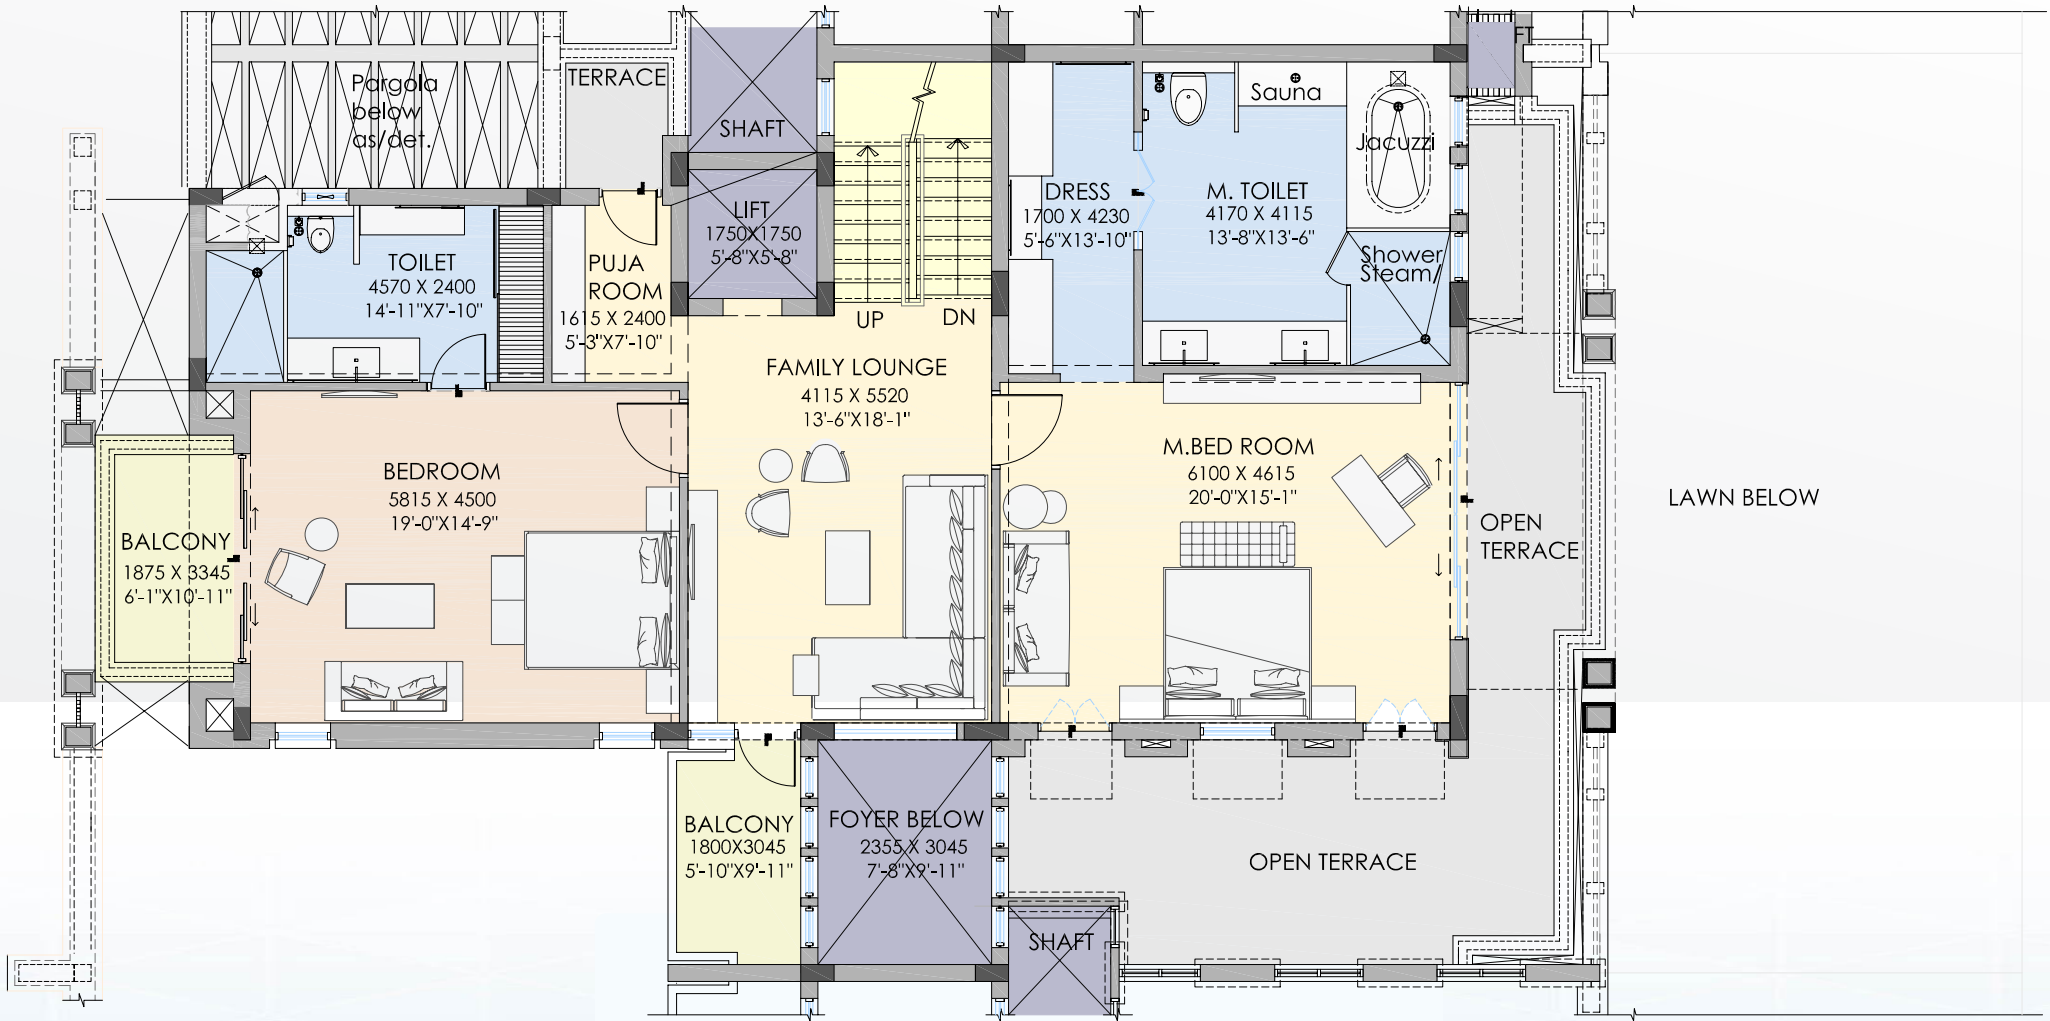 Pargola
below
as/det.
TERRACE
SHAFT
FT
Sauna
Jacuzzi
LIFT
1750X1750
5'-8"X5'-8"
DRESS
1700 X 4230
5'-6"X13'-10"
M. TOILET
4170 X 4115
13'-8"X13'-6"
Shower
Steam/
TOILET
4570 X 2400
14'-11"X7'-10"
PUJA
ROOM
1615 X 2400
5'-3"X7'-10"
UP
DN
FAMILY LOUNGE
4115 X 5520
13'-6"X18'-1"
BEDROOM
5815 X 4500
19'-0"X14'-9"
M.BED ROOM
6100 X 4615
20'-0"X15'-1"
BALCONY
1875 X 3345
6'-1"X10'-11"
OPEN
TERRACE
LAWN BELOW
BALCONY
1800X3045
5'-10"X9'-11"
FOYER BELOW
2355 X 3045
7'-8"X9'-11"
OPEN TERRACE
SHAFT